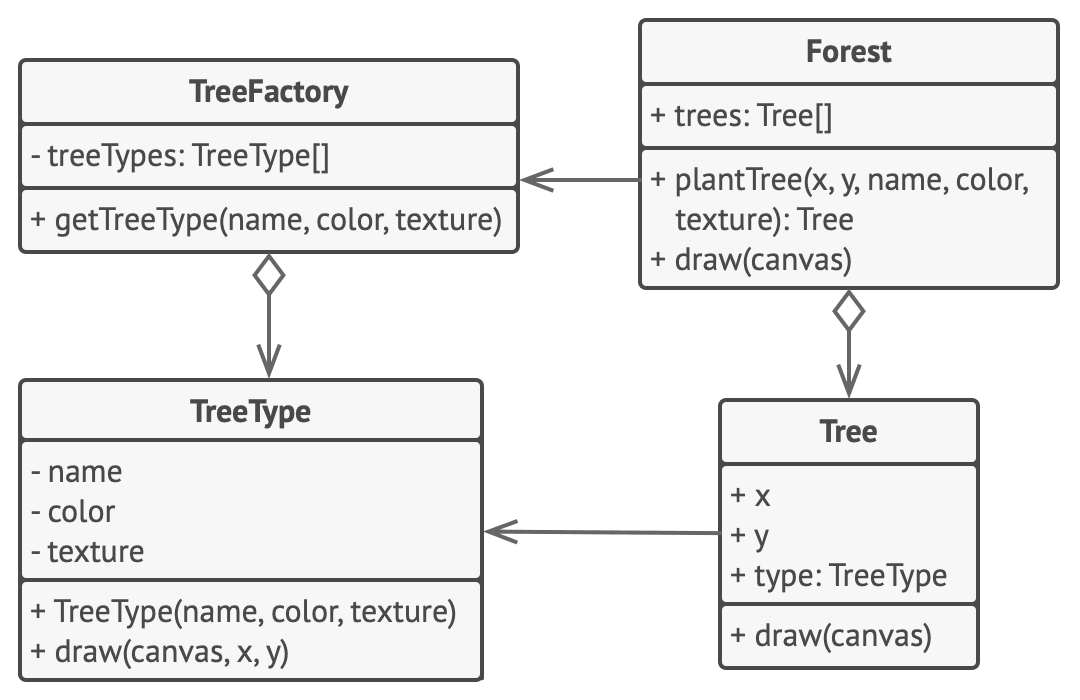 TreeFactory
- treeTypes: TreeType[]
+ getTreeType(name, color, texture)
Forest
+ trees: Tree[]
+ plantTree(x, y, name, color,
texture): Tree
+ draw(canvas)
TreeType
- name
- color
- texture
+ TreeType(name, color, texture)
+ draw(canvas, x, y)
Tree
+ x
+ y
+ type: TreeType
+ draw(canvas)